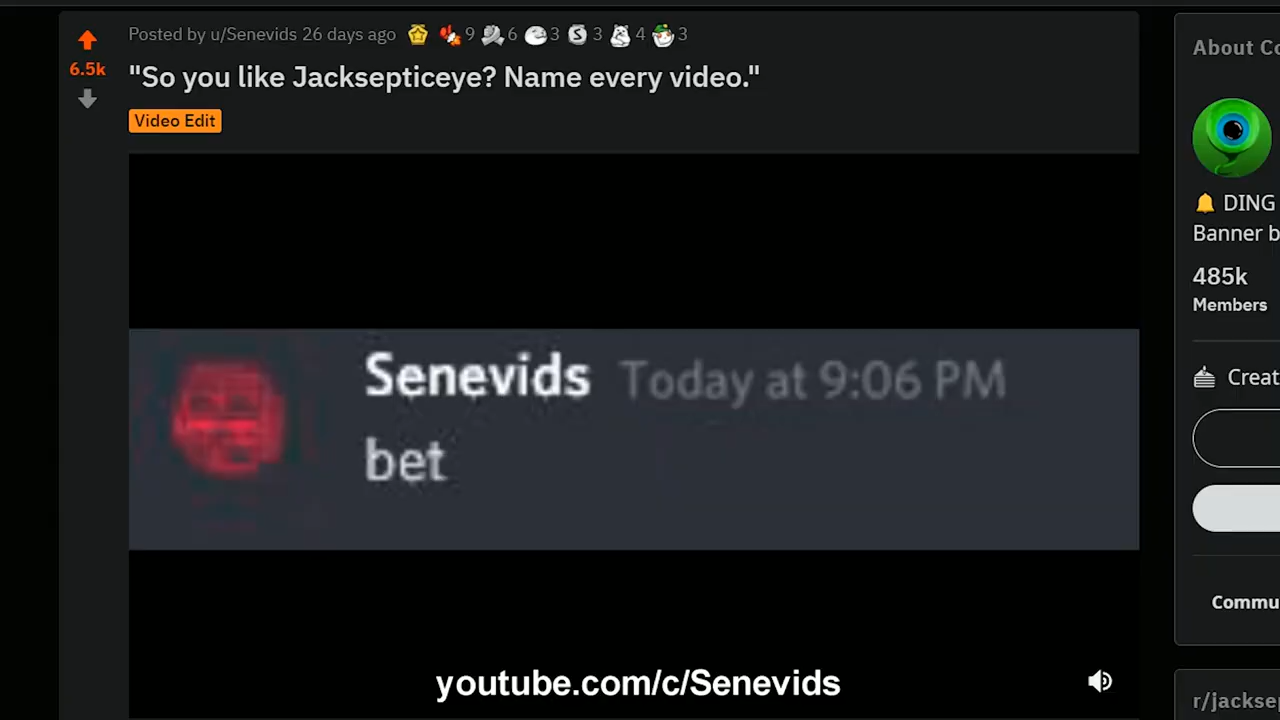 Posted by u/Senevids 26 days ago 9 6 3 3 4 3
6.5k
"So you like Jacksepticeye? Name every video."
Video Edit
Senevids Today at 9:06 PM
bet
youtube.com/c/Senevids
About Co
DING
Banner b
485k
Members
Creat
Commu
r/jackse